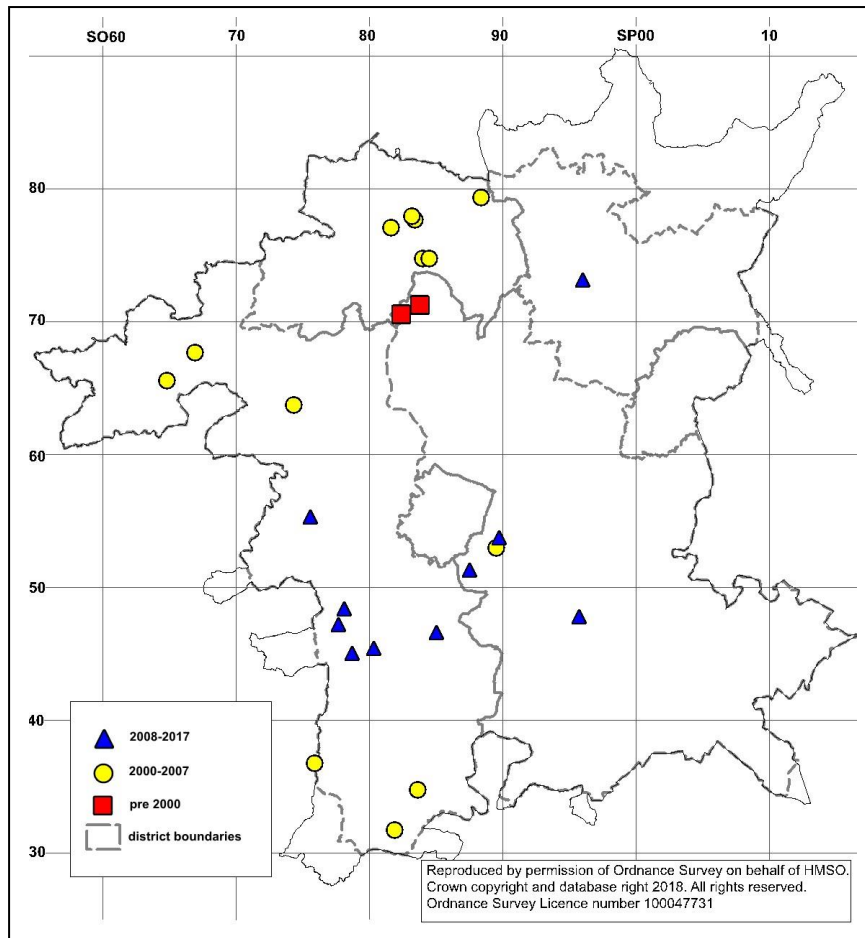 SO60 70 80 90 SP00 10
80
70
60
50
40
30
2008-2017
2000-2007
pre 2000
district boundaries
Reproduced by permission of Ordnance Survey on behalf of HMSO.
Crown copyright and database right 2018. All rights reserved.
Ordnance Survey Licence number 100047731